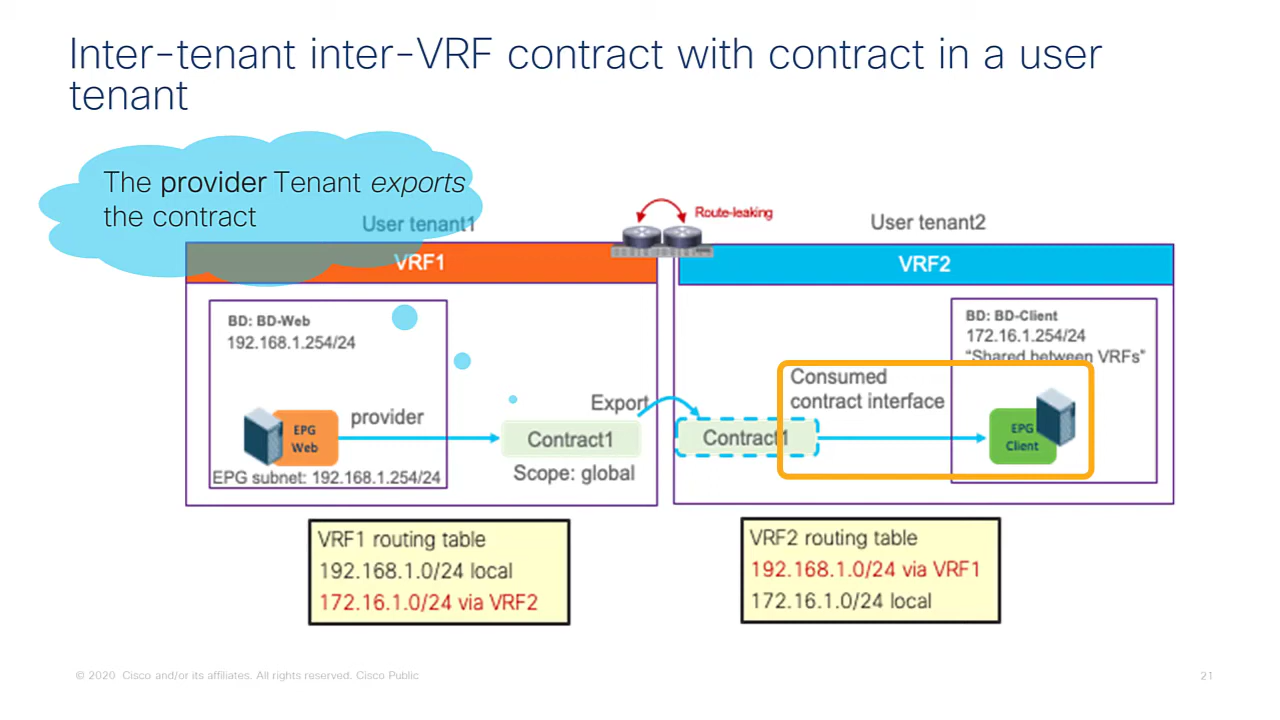 Inter-tenant inter-VRF contract with contract in a user
tenant
The provider Tenant exports
the contract
User tenant1
Route-leaking
User tenant2
VRF1
VRF2
BD: BD-Web
192.168.1.254/24
BD: BD-Client
172.16.1.254/24
"Shared between VRFs"
Consumed
contract interface
Export
provider
EPG
Web
Contract1
Contract1
EPG
Client
EPG subnet: 192.168.1.254/24
Scope: global
VRF1 routing table
192.168.1.0/24 local
172.16.1.0/24 via VRF2
VRF2 routing table
192.168.1.0/24 via VRF1
172.16.1.0/24 local
© 2020 Cisco and/or its affiliates. All rights reserved. Cisco Public
21